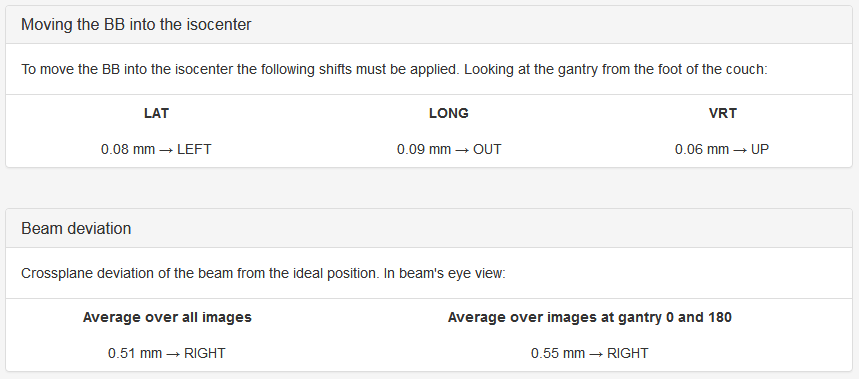 Moving the BB into the isocenter
To move the BB into the isocenter the following shifts must be applied. Looking at the gantry from the foot of the couch:
LAT LONG VRT
0.08 mm → LEFT 0.09 mm → OUT 0.06 mm → UP
Beam deviation
Crossplane deviation of the beam from the ideal position. In beam's eye view:
Average over all images Average over images at gantry 0 and 180
0.51 mm → RIGHT 0.55 mm → RIGHT